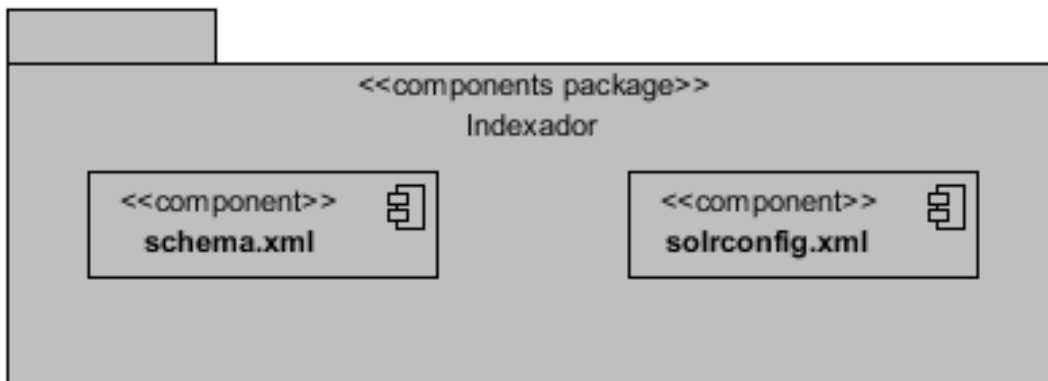 <<components package>>
Indexador
<<component>>
schema.xml
<<component>>
solrconfig.xml